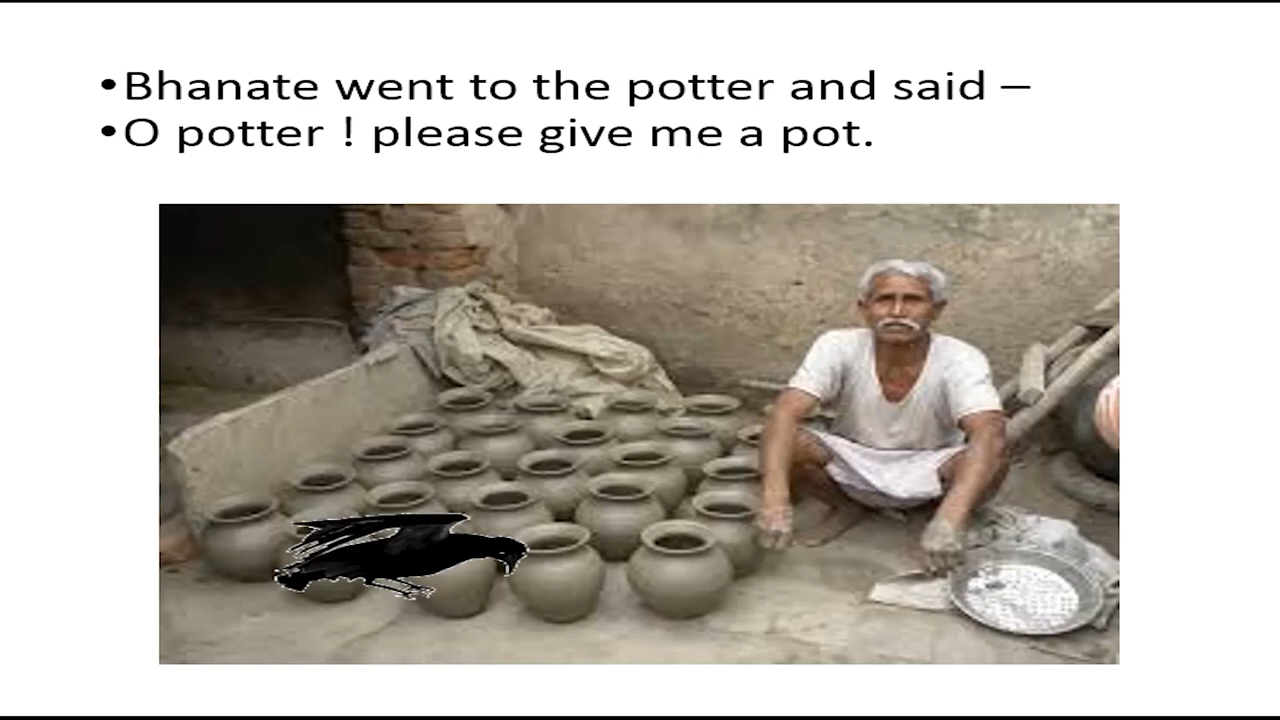 •Bhanate went to the potter and said –
•O potter ! please give me a pot.